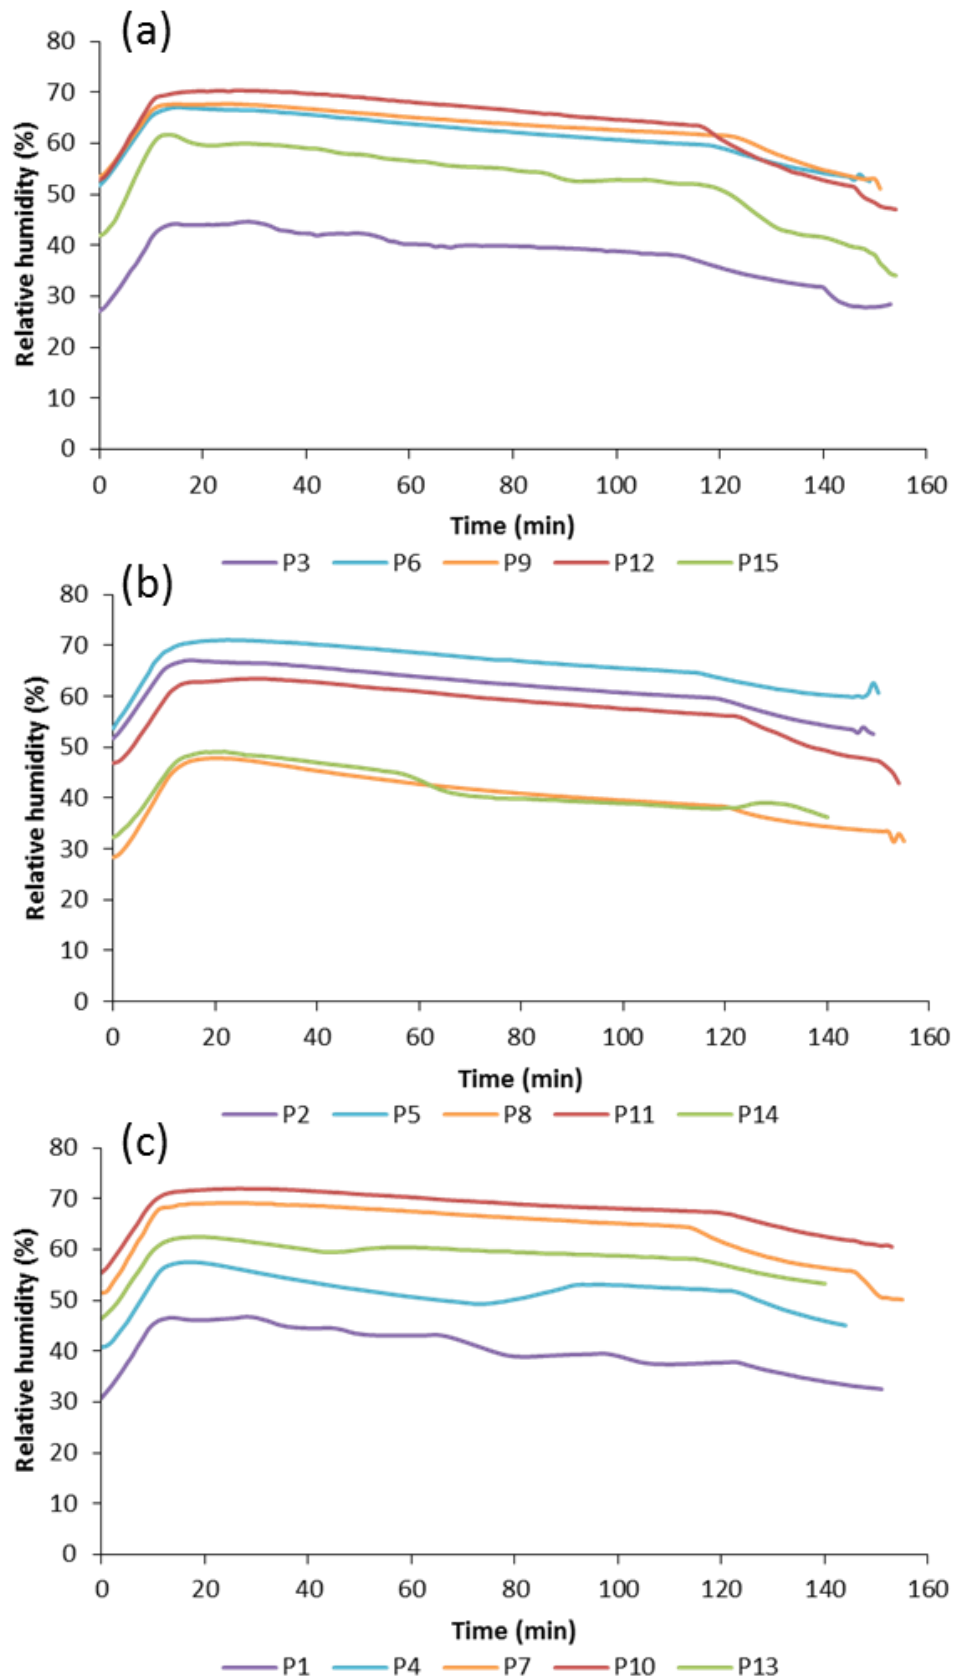 (a)
80
70
60
50
40
30
20
10
0
Relative humidity (%)
0 20 40 60 80 100 120 140 160
Time (min)
P3 P6 P9 P12 P15
(b)
80
70
60
50
40
30
20
10
0
Relative humidity (%)
0 20 40 60 80 100 120 140 160
Time (min)
P2 P5 P8 P11 P14
(c)
80
70
60
50
40
30
20
10
0
Relative humidity (%)
0 20 40 60 80 100 120 140 160
Time (min)
P1 P4 P7 P10 P13